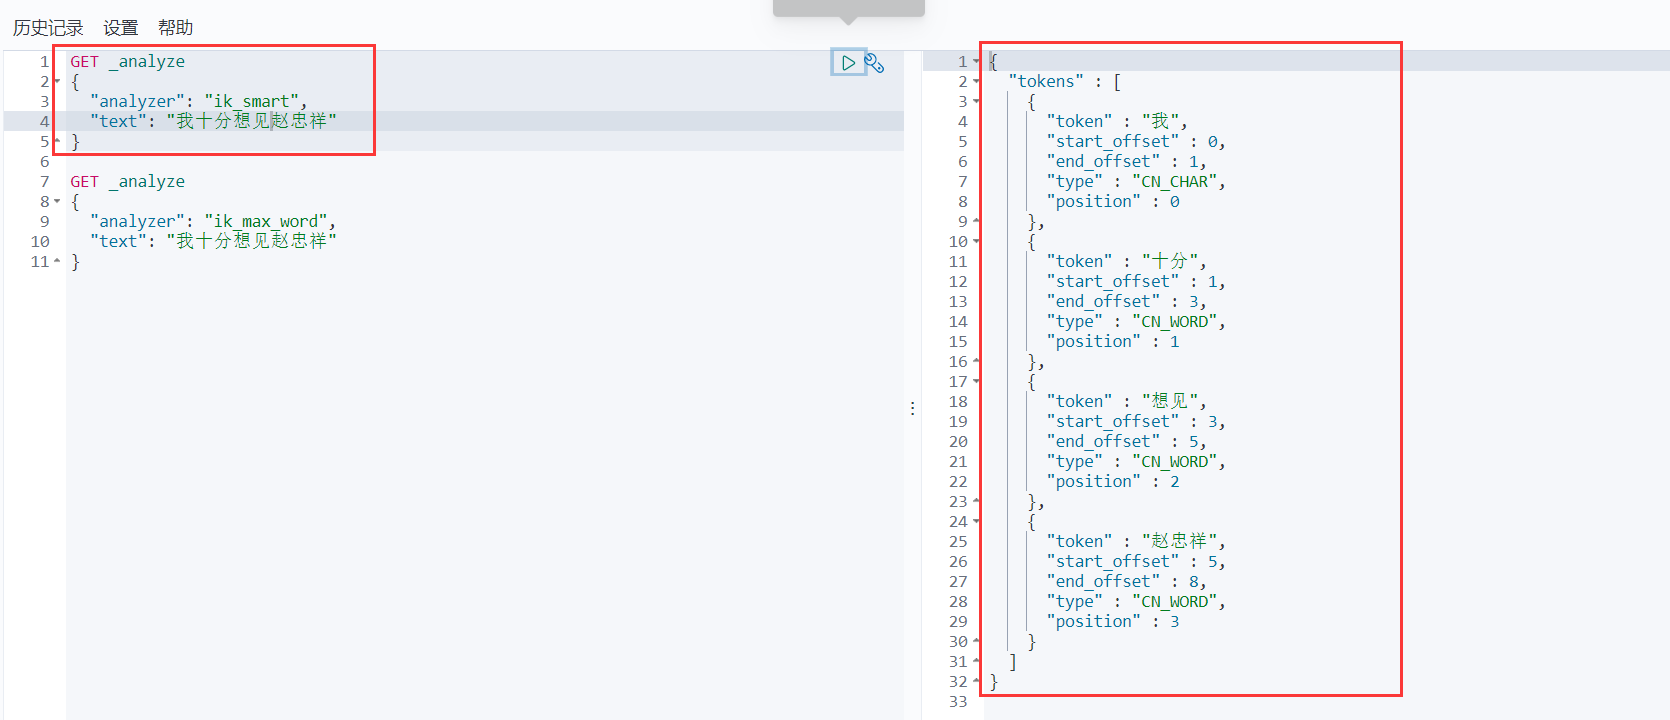 历史记录 设置 帮助
1 GET _analyze
2 {
3 "analyzer": "ik_smart",
4 "text": "我十分想见赵忠祥"
5 }
6
7 GET _analyze
8 {
9 "analyzer": "ik_max_word",
10 "text": "我十分想见赵忠祥"
11 }
1 {
2 "tokens" : [
3 {
4 "token" : "我",
5 "start_offset" : 0,
6 "end_offset" : 1,
7 "type" : "CN_CHAR",
8 "position" : 0
9 },
10 {
11 "token" : "十分",
12 "start_offset" : 1,
13 "end_offset" : 3,
14 "type" : "CN_WORD",
15 "position" : 1
16 },
17 {
18 "token" : "想见",
19 "start_offset" : 3,
20 "end_offset" : 5,
21 "type" : "CN_WORD",
22 "position" : 2
23 },
24 {
25 "token" : "赵忠祥",
26 "start_offset" : 5,
27 "end_offset" : 8,
28 "type" : "CN_WORD",
29 "position" : 3
30 }
31 ]
32 }
33